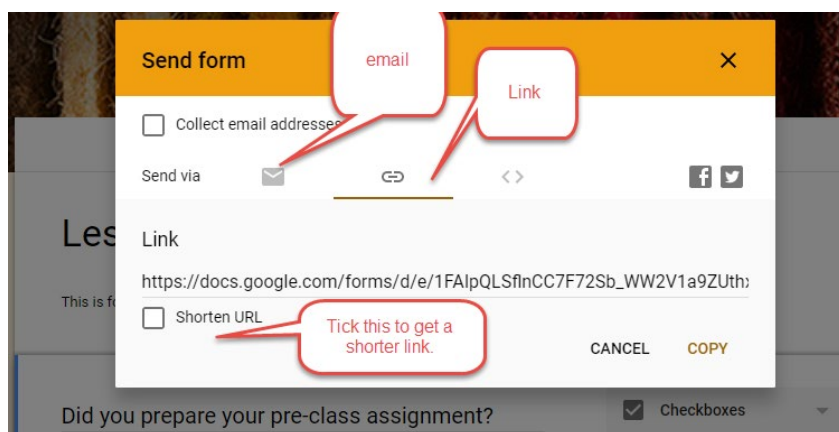 Send form
email
Link
Collect email addresses
Send via
Les
Link
https://docs.google.com/forms/d/e/1FAIpQLSflnCC7F72Sb_WW2V1a9ZUthx
This is fo
Shorten URL
Tick this to get a
shorter link.
CANCEL
COPY
Did you prepare your pre-class assignment?
Checkboxes